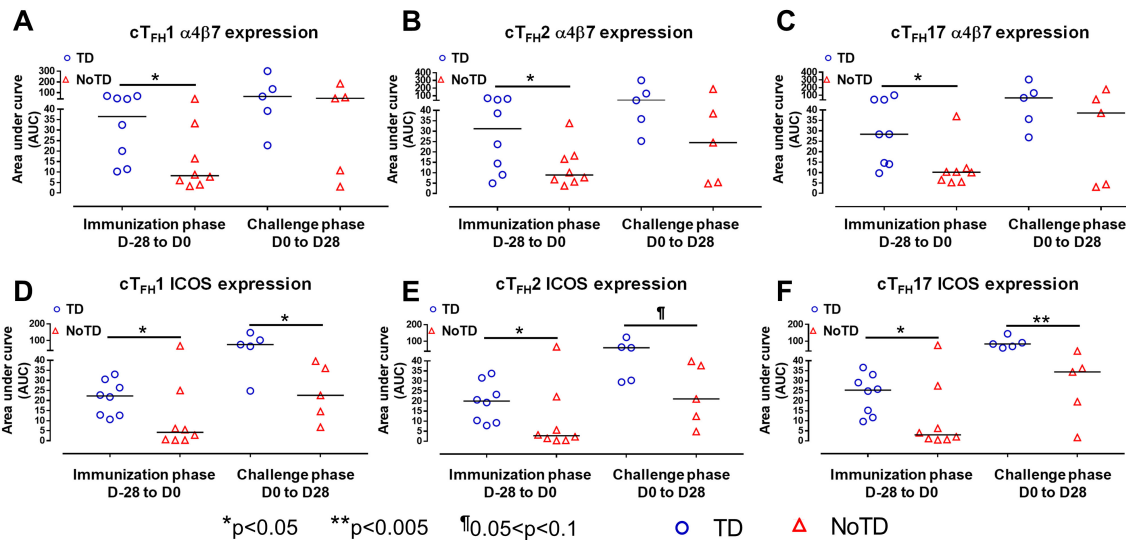 A
cTFH1 α4β7 expression
TD
NoTD
*
Area under curve
(AUC)
300
200
100
40
35
30
25
20
15
10
5
0
Immunization phase
D-28 to D0
Challenge phase
D0 to D28
B
cTFH2 α4β7 expression
TD
NoTD
*
Area under curve
(AUC)
400
300
200
100
40
35
30
25
20
15
10
5
0
Immunization phase
D-28 to D0
Challenge phase
D0 to D28
C
cTFH17 α4β7 expression
TD
NoTD
*
Area under curve
(AUC)
400
300
200
100
40
35
30
25
20
15
10
5
0
Immunization phase
D-28 to D0
Challenge phase
D0 to D28
D
cTFH1 ICOS expression
TD
NoTD
*
*
Area under curve
(AUC)
200
100
40
35
30
25
20
15
10
5
0
Immunization phase
D-28 to D0
Challenge phase
D0 to D28
E
cTFH2 ICOS expression
TD
NoTD
*
¶
Area under curve
(AUC)
200
100
40
35
30
25
20
15
10
5
0
Immunization phase
D-28 to D0
Challenge phase
D0 to D28
F
cTFH17 ICOS expression
TD
NoTD
*
**
Area under curve
(AUC)
200
100
40
35
30
25
20
15
10
5
0
Immunization phase
D-28 to D0
Challenge phase
D0 to D28
*p<0.05 **p<0.005 ¶0.05<p<0.1 TD NoTD